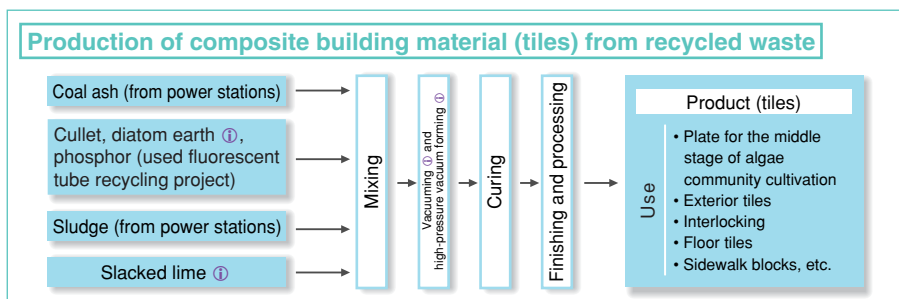 Production of composite building material (tiles) from recycled waste
Coal ash (from power stations)
Cullet, diatom earth ⓘ,
phosphor (used fluorescent
tube recycling project)
Sludge (from power stations)
Slacked lime ⓘ
Mixing
Vacuuming ⓘ and
high-pressure vacuum forming ⓘ
Curing
Finishing and processing
Product (tiles)
Use
• Plate for the middle
stage of algae
community cultivation
• Exterior tiles
• Interlocking
• Floor tiles
• Sidewalk blocks, etc.